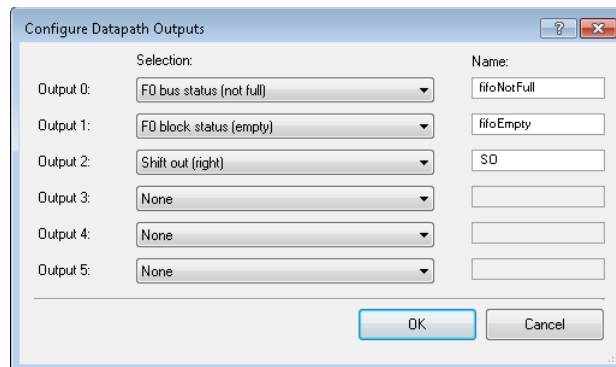 Configure Datapath Outputs
Selection: Name:
Output 0: F0 bus status (not full) fifoNotFull
Output 1: F0 block status (empty) fifoEmpty
Output 2: Shift out (right) SO
Output 3: None
Output 4: None
Output 5: None
OK Cancel